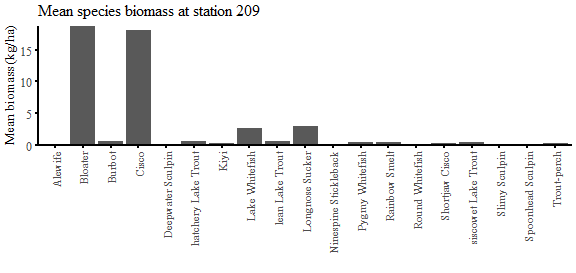 Mean species biomass at station 209
Mean biomass (kg/ha)
15
10
5
0
Alewife
Bloater
Burbot
Cisco
Deepwater Sculpin
hatchery Lake Trout
Kiyi
Lake Whitefish
lean Lake Trout
Longnose Sucker
Ninespine Stickleback
Pygmy Whitefish
Rainbow Smelt
Round Whitefish
Shortjaw Cisco
siscowet Lake Trout
Slimy Sculpin
Spoonhead Sculpin
Trout-perch